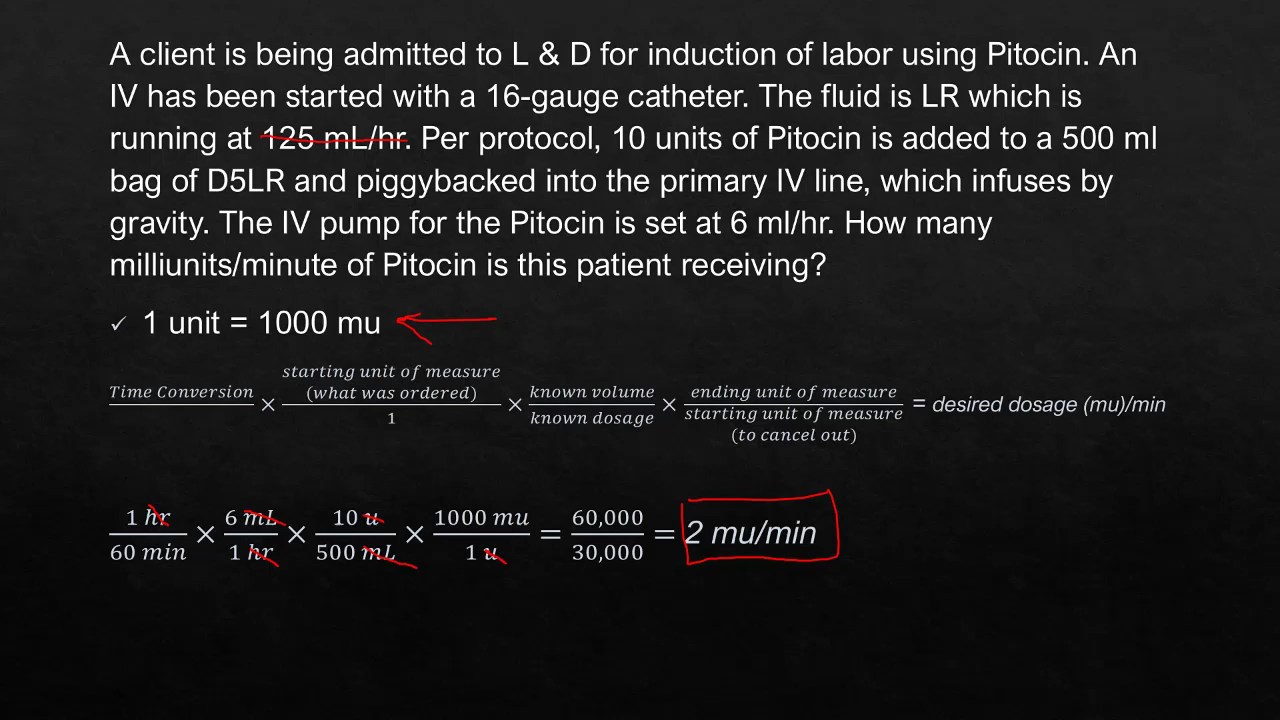 A client is being admitted to L & D for induction of labor using Pitocin. An
IV has been started with a 16-gauge catheter. The fluid is LR which is
running at 125 mL/hr. Per protocol, 10 units of Pitocin is added to a 500 ml
bag of D5LR and piggybacked into the primary IV line, which infuses by
gravity. The IV pump for the Pitocin is set at 6 ml/hr. How many
milliunits/minute of Pitocin is this patient receiving?
✓ 1 unit = 1000 mu
Time Conversion/ × starting unit of measure (what was ordered)/1 × known volume/known dosage × ending unit of measure/starting unit of measure (to cancel out) = desired dosage (mu)/min
1 hr/60 min × 6 mL/1 hr × 10 u/500 mL × 1000 mu/1 u = 60,000/30,000 = 2 mu/min